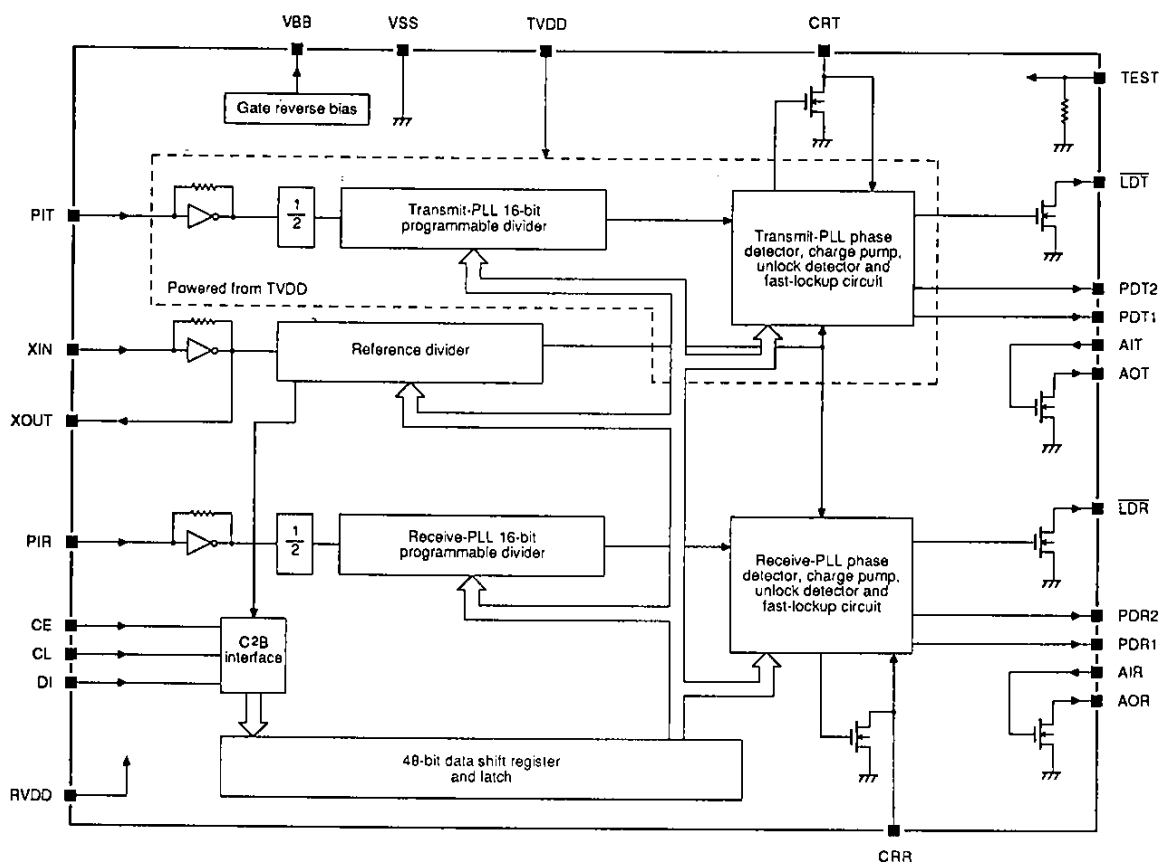 VBB
VSS
TVDD
CRT
TEST
Gate reverse bias
LDT
PIT
1
2
Transmit-PLL 16-bit
programmable divider
Transmit-PLL phase
detector, charge pump,
unlock detector and
fast-lockup circuit
Powered from TVDD
PDT2
PDT1
XIN
Reference divider
AIT
AOT
XOUT
LDR
PIR
1
2
Receive-PLL 16-bit
programmable divider
Receive-PLL phase
detector, charge pump,
unlock detector and
fast-lockup circuit
PDR2
PDR1
CE
CL
DI
C2B
interface
AIR
AOR
48-bit data shift register
and latch
RVDD
CRR